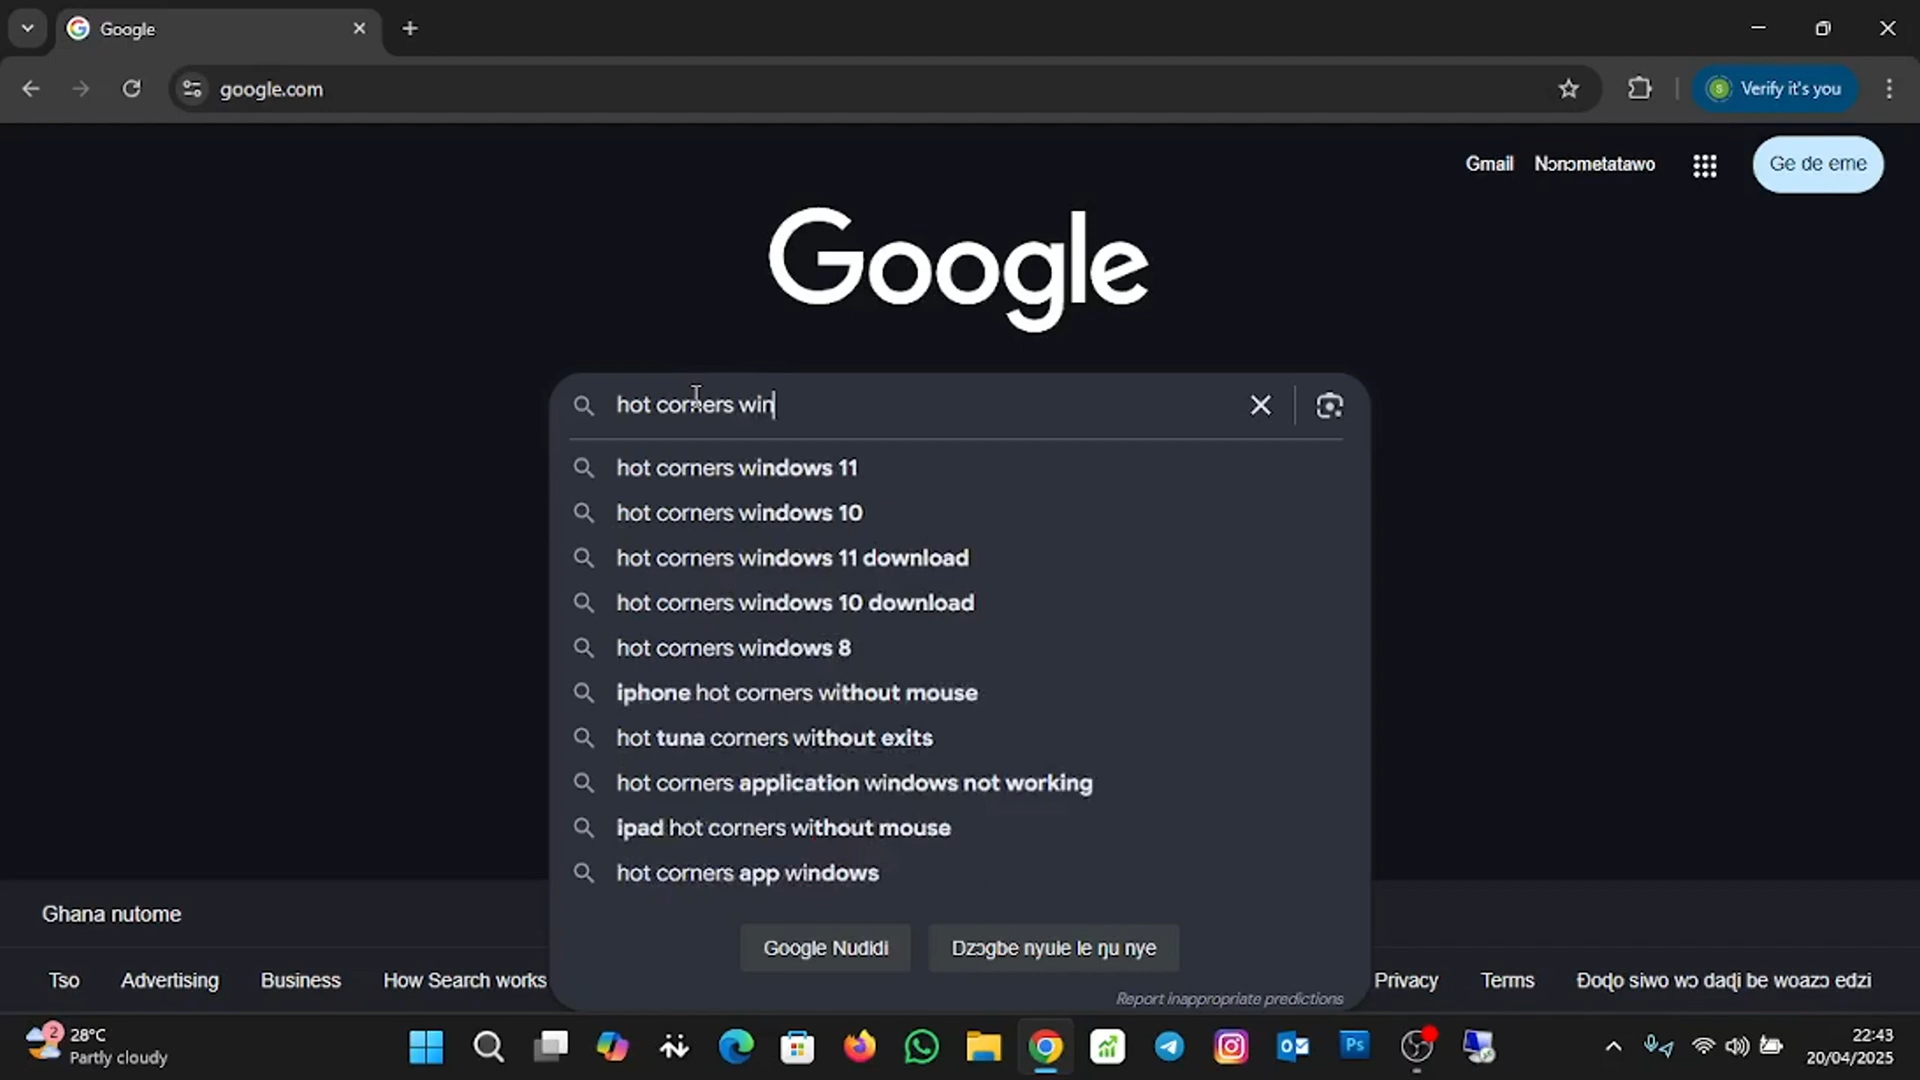 Google
google.com
S Verify it's you
Gmail Nɔnɔmetatawo Ge de eme
Google
hot corners win
hot corners windows 11
hot corners windows 10
hot corners windows 11 download
hot corners windows 10 download
hot corners windows 8
iphone hot corners without mouse
hot tuna corners without exits
hot corners application windows not working
ipad hot corners without mouse
hot corners app windows
Google Nudidi Dzɔgbe nyuie le ŋu nye
Report inappropriate predictions
Ghana nutome
Tso Advertising Business How Search works Privacy Terms Ðoɖo siwo wɔ daɖi be woazɔ edzi
2 28°C
Partly cloudy
Ps
22:43
20/04/2025